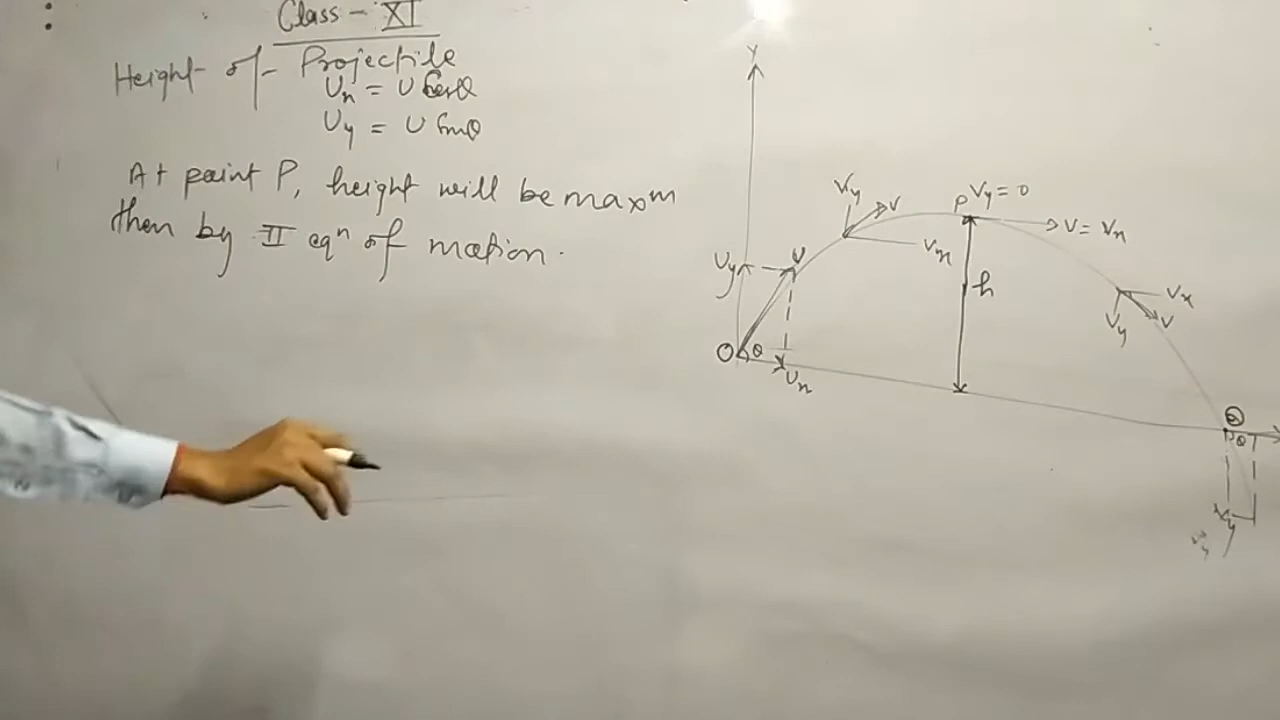 Class - XI
Height of Projectile
Ux = U Cosθ
Uy = U Sinθ
At point P, height will be maxm
then by II eqn of motion.
Y
Vy
V
P Vy = 0
V = Vx
Vx
Uy
U
h
Vx
Vy
V
O θ
Ux
θ